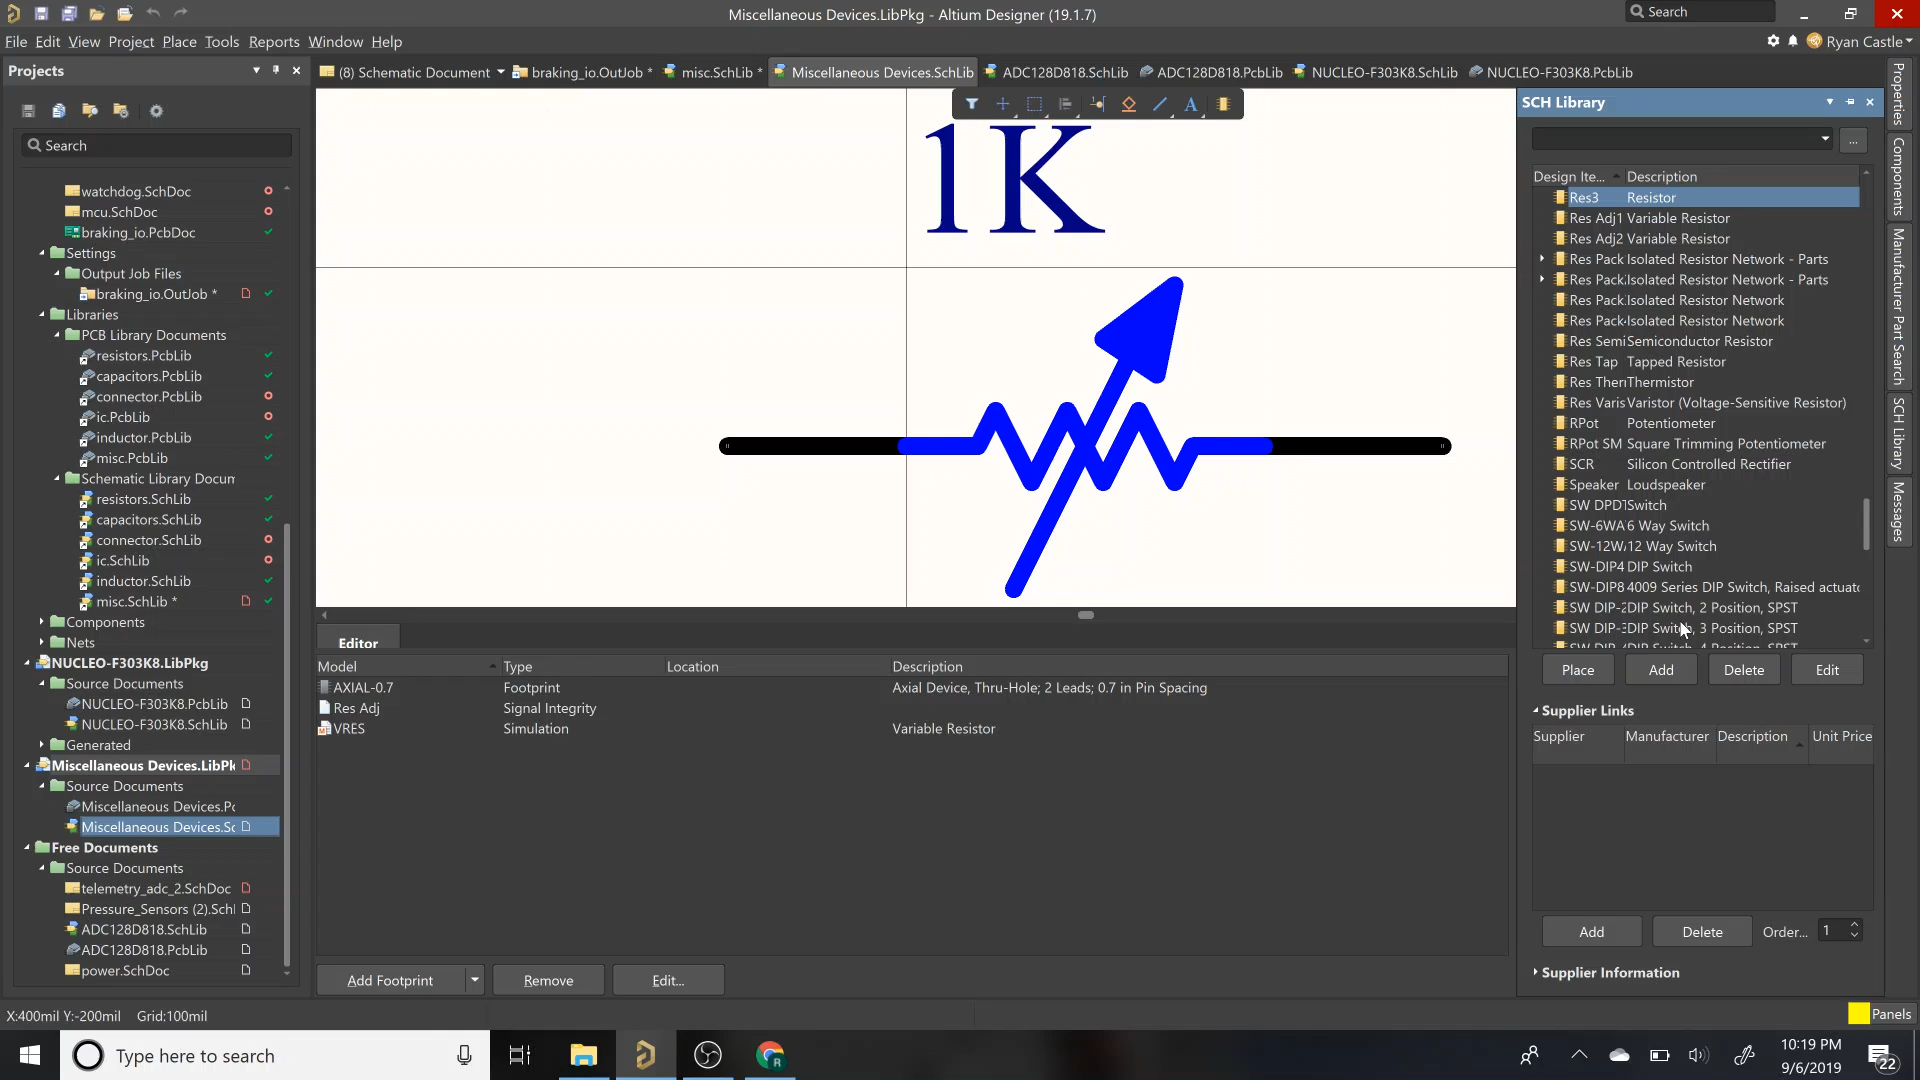 Miscellaneous Devices.LibPkg - Altium Designer (19.1.7)
Search
File Edit View Project Place Tools Reports Window Help
Ryan Castle
Projects
(8) Schematic Document
braking_io.OutJob *
misc.SchLib *
Miscellaneous Devices.SchLib
ADC128D818.SchLib
ADC128D818.PcbLib
NUCLEO-F303K8.SchLib
NUCLEO-F303K8.PcbLib
Search
watchdog.SchDoc
mcu.SchDoc
braking_io.PcbDoc
Settings
Output Job Files
braking_io.OutJob *
Libraries
PCB Library Documents
resistors.PcbLib
capacitors.PcbLib
connector.PcbLib
ic.PcbLib
inductor.PcbLib
misc.PcbLib
Schematic Library Docum
resistors.SchLib
capacitors.SchLib
connector.SchLib
ic.SchLib
inductor.SchLib
misc.SchLib *
Components
Nets
NUCLEO-F303K8.LibPkg
Source Documents
NUCLEO-F303K8.PcbLib
NUCLEO-F303K8.SchLib
Generated
Miscellaneous Devices.LibPk
Source Documents
Miscellaneous Devices.Pc
Miscellaneous Devices.Sc
Free Documents
Source Documents
telemetry_adc_2.SchDoc
Pressure_Sensors (2).Schl
ADC128D818.SchLib
ADC128D818.PcbLib
power.SchDoc
1K
Editor
Model Type Location Description
AXIAL-0.7 Footprint Axial Device, Thru-Hole; 2 Leads; 0.7 in Pin Spacing
Res Adj Signal Integrity
VRES Simulation Variable Resistor
Add Footprint Remove Edit...
SCH Library
...
Design Ite... Description
Res3 Resistor
Res Adj1 Variable Resistor
Res Adj2 Variable Resistor
Res Pack Isolated Resistor Network - Parts
Res Pack Isolated Resistor Network - Parts
Res Pack Isolated Resistor Network
Res Pack Isolated Resistor Network
Res Semi Semiconductor Resistor
Res Tap Tapped Resistor
Res Ther Thermistor
Res Varis Varistor (Voltage-Sensitive Resistor)
RPot Potentiometer
RPot SM Square Trimming Potentiometer
SCR Silicon Controlled Rectifier
Speaker Loudspeaker
SW DPD Switch
SW-6WA 6 Way Switch
SW-12W 12 Way Switch
SW-DIP4 DIP Switch
SW-DIP8 4009 Series DIP Switch, Raised actuato
SW DIP-2 DIP Switch, 2 Position, SPST
SW DIP-3 DIP Switch, 3 Position, SPST
DIP Switch, 4 Position, SPST
Place Add Delete Edit
Supplier Links
Supplier Manufacturer Description Unit Price
Add Delete Order... 1
Supplier Information
Properties
Components
Manufacturer Part Search
SCH Library
Messages
X:400mil Y:-200mil Grid:100mil
Panels
Type here to search
10:19 PM
9/6/2019
22